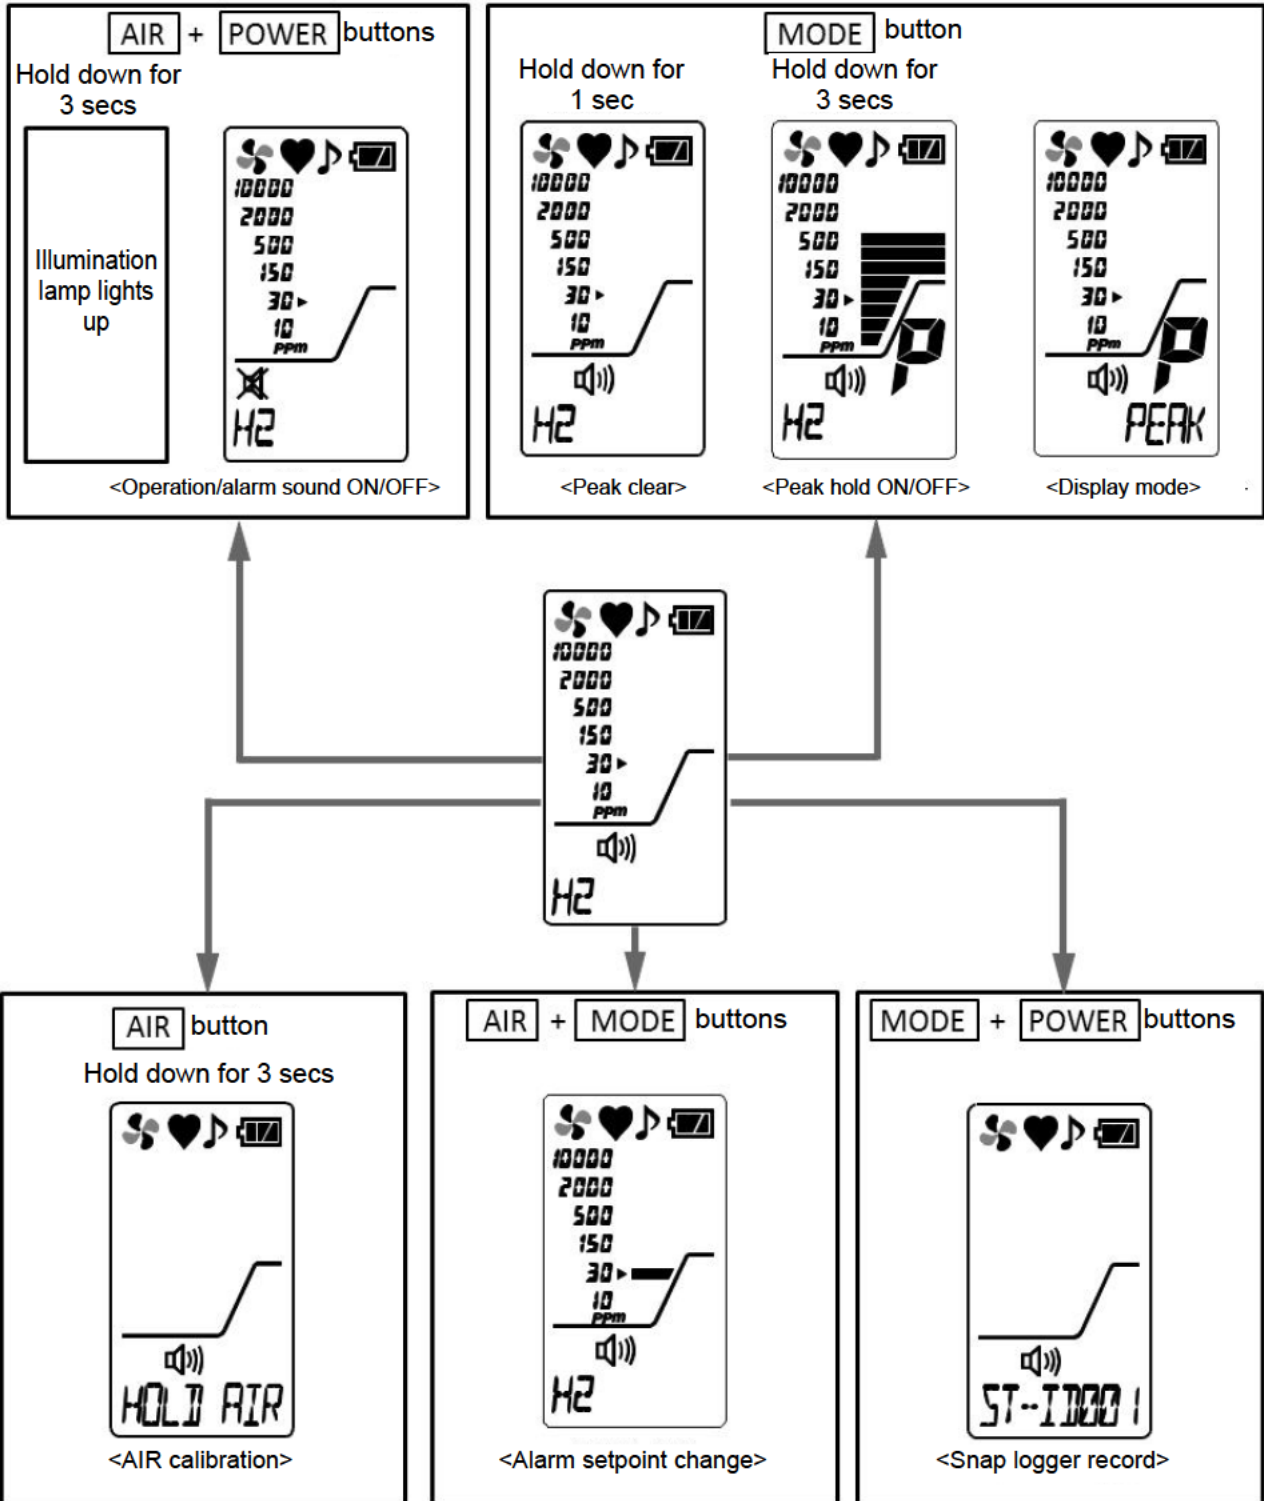 AIR + POWER buttons
Hold down for
3 secs
Illumination
lamp lights
up
10000
2000
500
150
30
10
ppm
H2
<Operation/alarm sound ON/OFF>
MODE button
Hold down for
1 sec
10000
2000
500
150
30
10
ppm
H2
<Peak clear>
Hold down for
3 secs
10000
2000
500
150
30
10
ppm
P
H2
<Peak hold ON/OFF>
10000
2000
500
150
30
10
ppm
P
PEAK
<Display mode>
10000
2000
500
150
30
10
ppm
H2
AIR button
Hold down for 3 secs
HOLD AIR
<AIR calibration>
AIR + MODE buttons
10000
2000
500
150
30
10
ppm
H2
<Alarm setpoint change>
MODE + POWER buttons
ST--ID001
<Snap logger record>